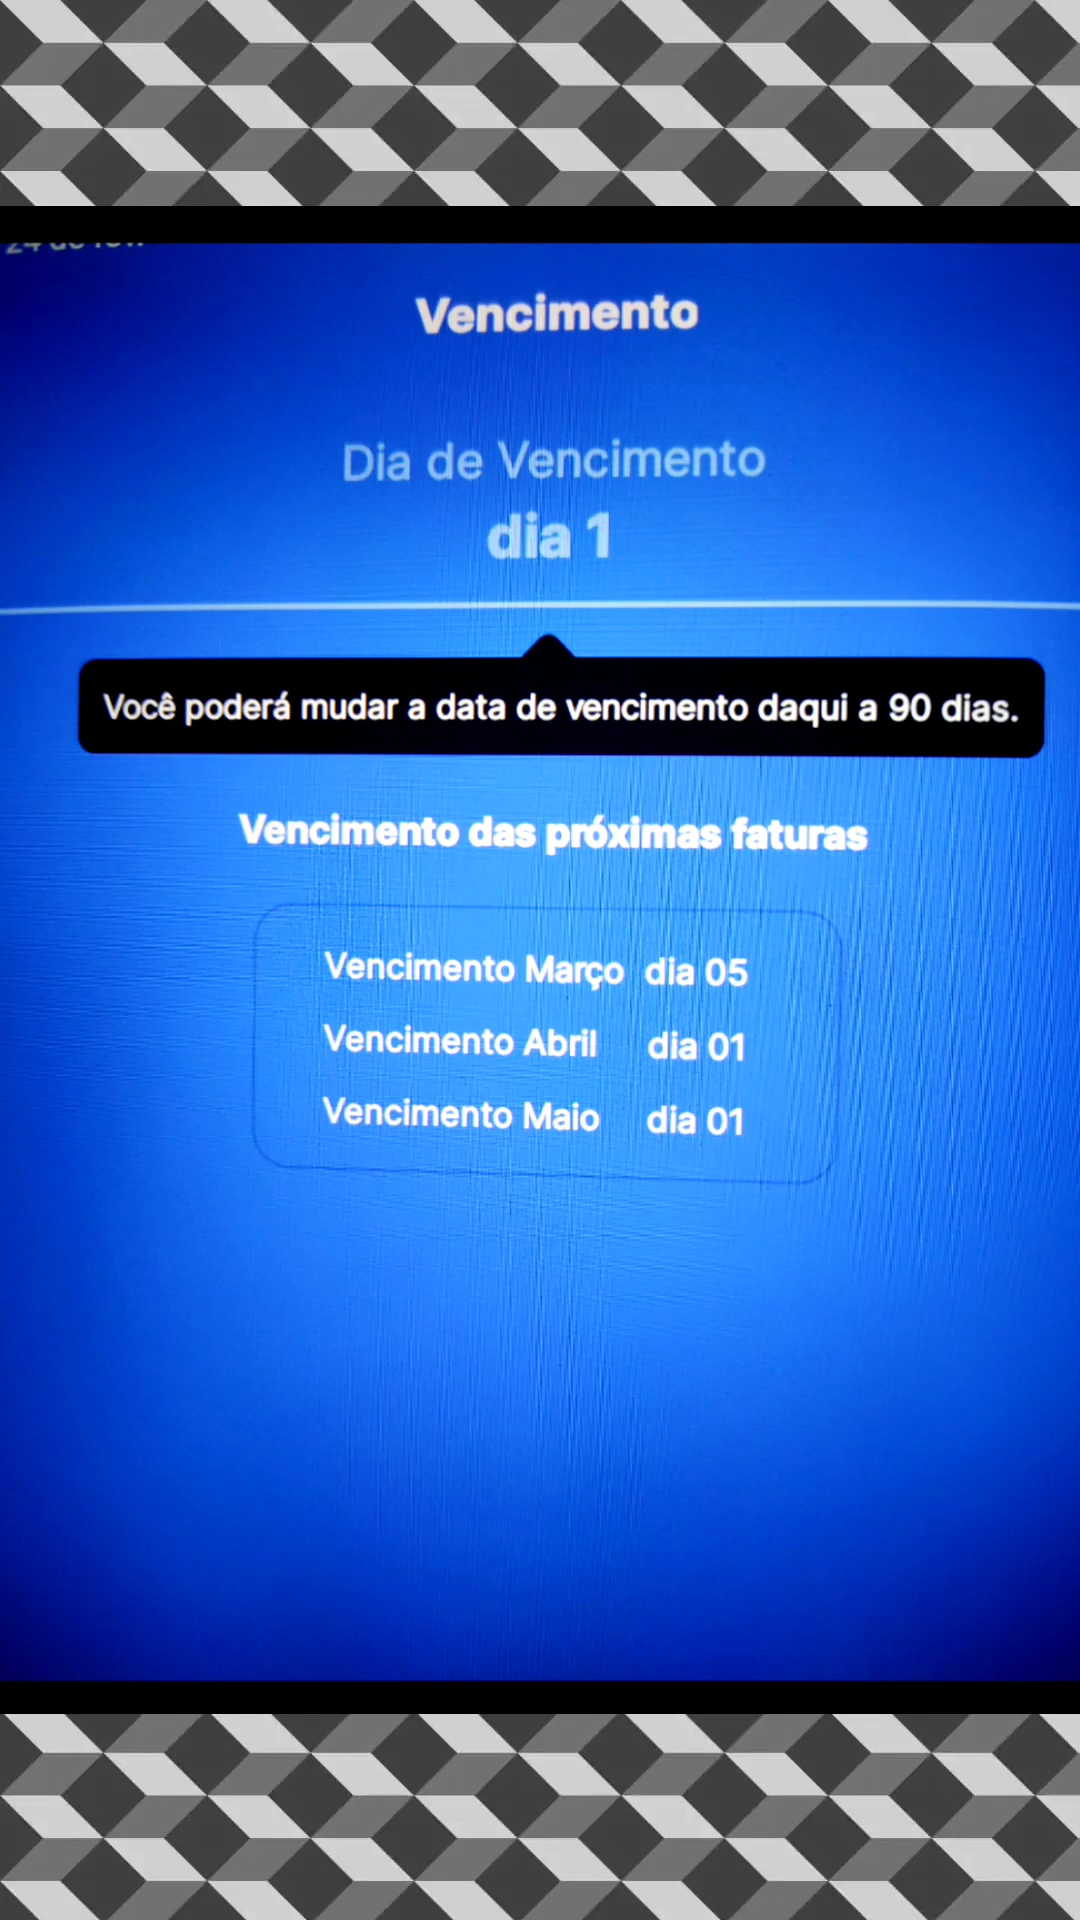 Vencimento
Dia de Vencimento
dia 1
Você poderá mudar a data de vencimento daqui a 90 dias.
Vencimento das próximas faturas
Vencimento Março dia 05
Vencimento Abril dia 01
Vencimento Maio dia 01